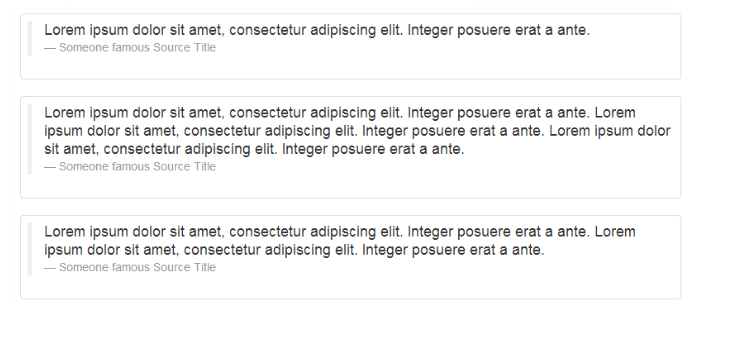 Lorem ipsum dolor sit amet, consectetur adipiscing elit. Integer posuere erat a ante.
— Someone famous Source Title
Lorem ipsum dolor sit amet, consectetur adipiscing elit. Integer posuere erat a ante. Lorem
ipsum dolor sit amet, consectetur adipiscing elit. Integer posuere erat a ante. Lorem ipsum dolor
sit amet, consectetur adipiscing elit. Integer posuere erat a ante.
— Someone famous Source Title
Lorem ipsum dolor sit amet, consectetur adipiscing elit. Integer posuere erat a ante. Lorem
ipsum dolor sit amet, consectetur adipiscing elit. Integer posuere erat a ante.
— Someone famous Source Title